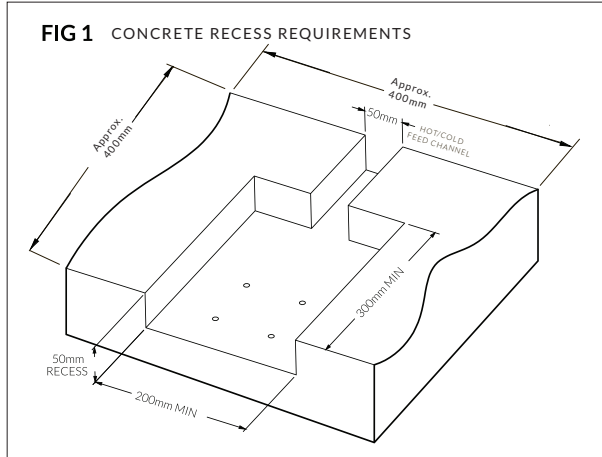 FIG 1 CONCRETE RECESS REQUIREMENTS
Approx.
400mm
Approx.
400mm
50mm
HOT/COLD
FEED CHANNEL
300mm MIN
50mm
RECESS
200mm MIN